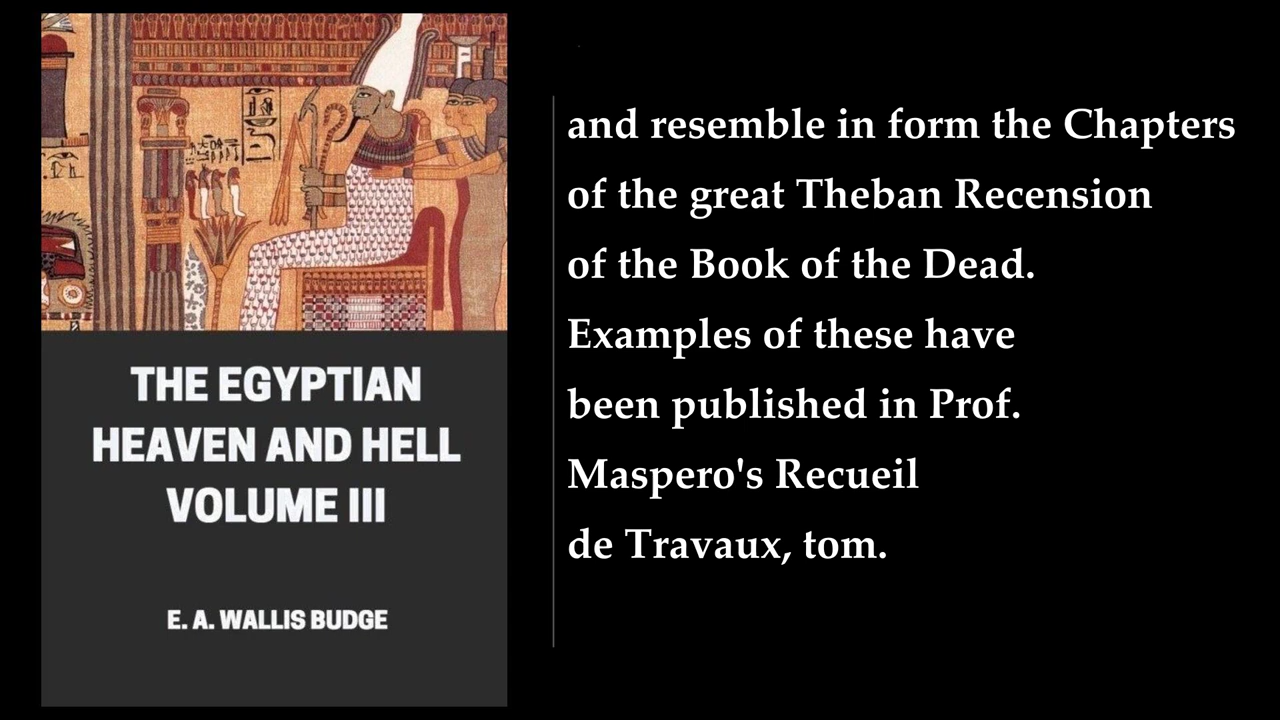 THE EGYPTIAN
HEAVEN AND HELL
VOLUME III
E. A. WALLIS BUDGE
and resemble in form the Chapters
of the great Theban Recension
of the Book of the Dead.
Examples of these have
been published in Prof.
Maspero's Recueil
de Travaux, tom.